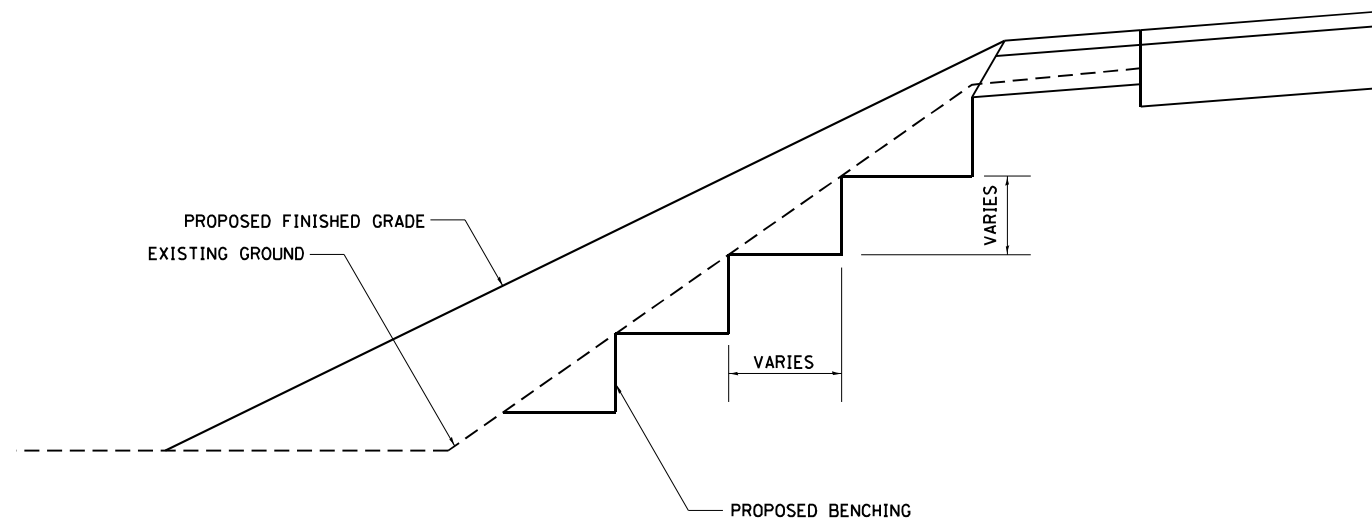 PROPOSED FINISHED GRADE
EXISTING GROUND
VARIES
VARIES
PROPOSED BENCHING